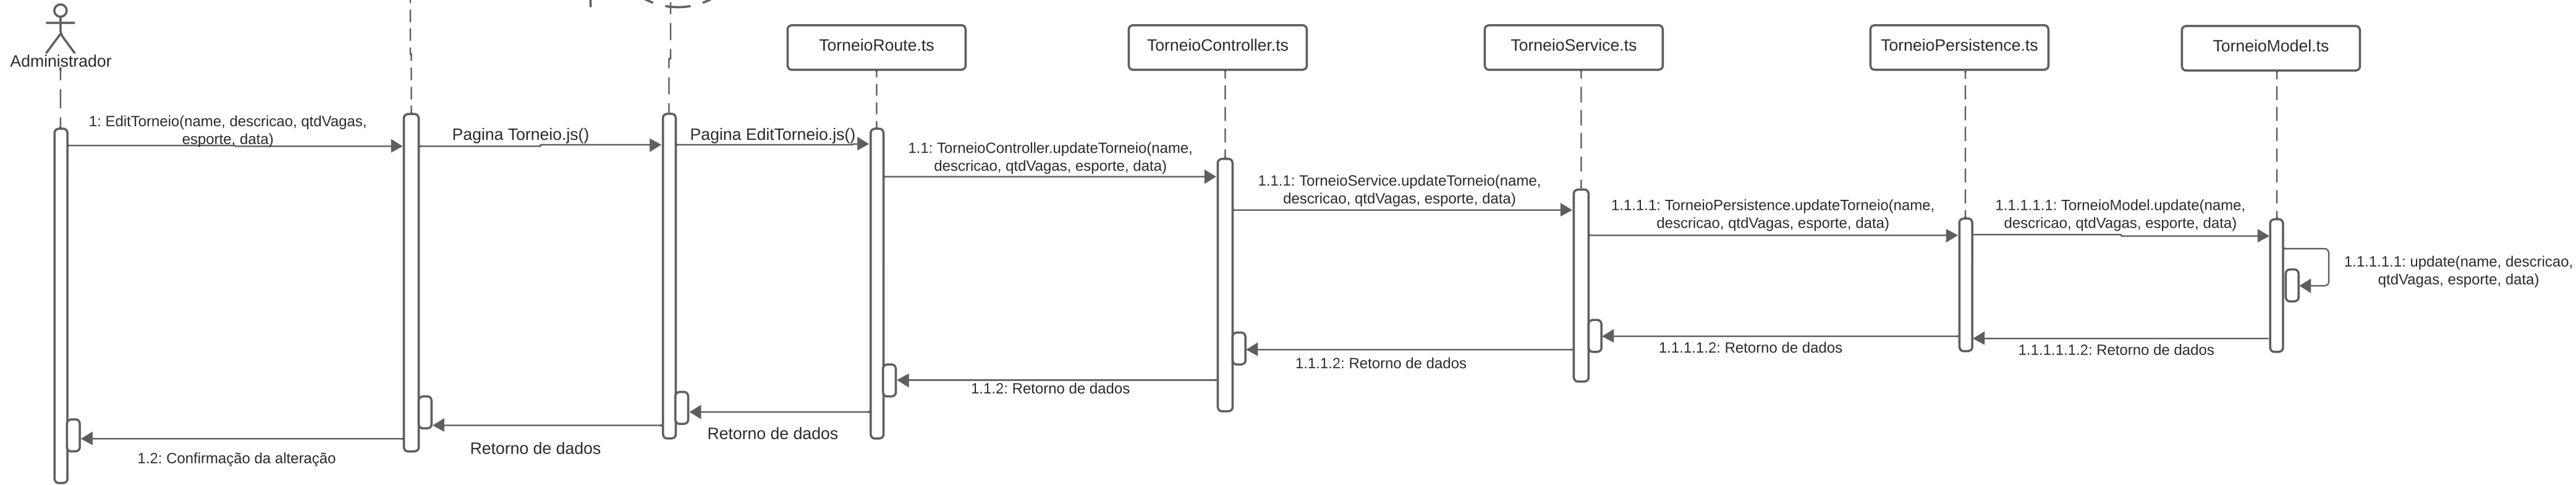 Administrador
TorneioRoute.ts
TorneioController.ts
TorneioService.ts
TorneioPersistence.ts
TorneioModel.ts
1: EditTorneio(name, descricao, qtdVagas,
esporte, data)
Pagina Torneio.js()
Pagina EditTorneio.js()
1.1: TorneioController.updateTorneio(name,
descricao, qtdVagas, esporte, data)
1.1.1: TorneioService.updateTorneio(name,
descricao, qtdVagas, esporte, data)
1.1.1.1: TorneioPersistence.updateTorneio(name,
descricao, qtdVagas, esporte, data)
1.1.1.1.1: TorneioModel.update(name,
descricao, qtdVagas, esporte, data)
1.1.1.1.1: update(name, descricao,
qtdVagas, esporte, data)
1.1.1.1.1.2: Retorno de dados
1.1.1.1.2: Retorno de dados
1.1.1.2: Retorno de dados
1.1.2: Retorno de dados
Retorno de dados
Retorno de dados
1.2: Confirmação da alteração